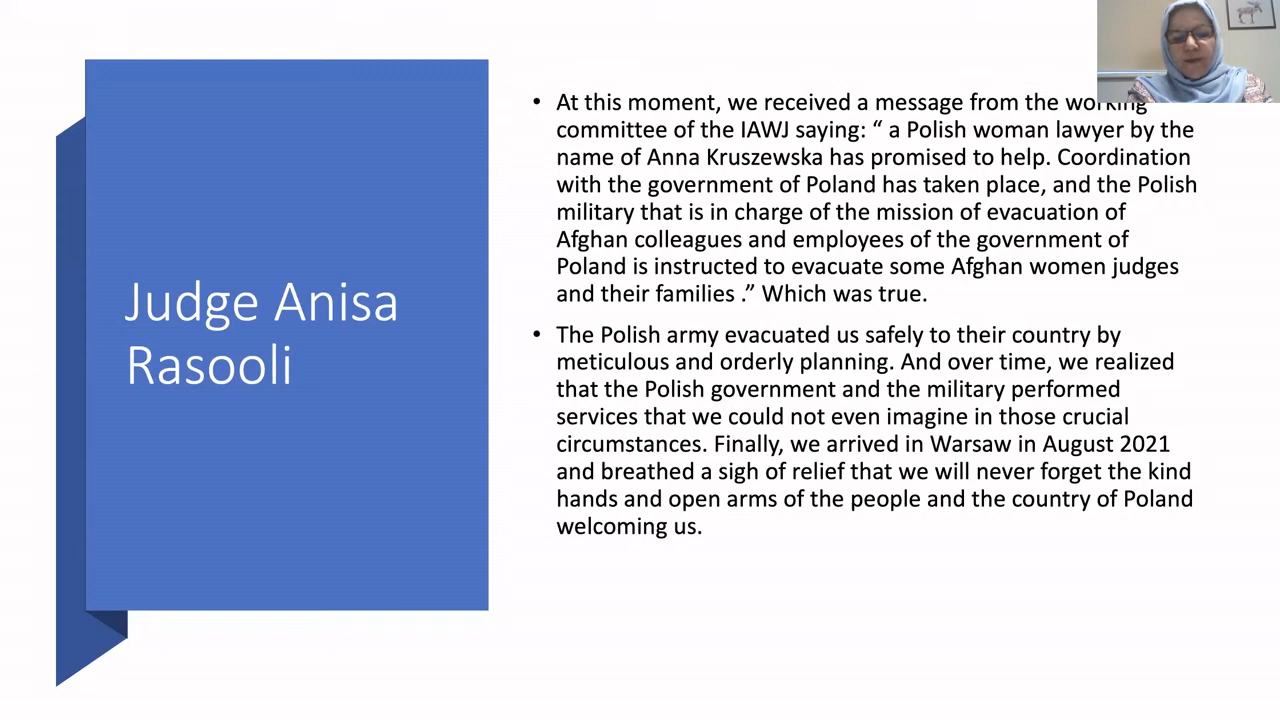 Judge Anisa
Rasooli
• At this moment, we received a message from the working
committee of the IAWJ saying: “ a Polish woman lawyer by the
name of Anna Kruszewska has promised to help. Coordination
with the government of Poland has taken place, and the Polish
military that is in charge of the mission of evacuation of
Afghan colleagues and employees of the government of
Poland is instructed to evacuate some Afghan women judges
and their families .” Which was true.
• The Polish army evacuated us safely to their country by
meticulous and orderly planning. And over time, we realized
that the Polish government and the military performed
services that we could not even imagine in those crucial
circumstances. Finally, we arrived in Warsaw in August 2021
and breathed a sigh of relief that we will never forget the kind
hands and open arms of the people and the country of Poland
welcoming us.